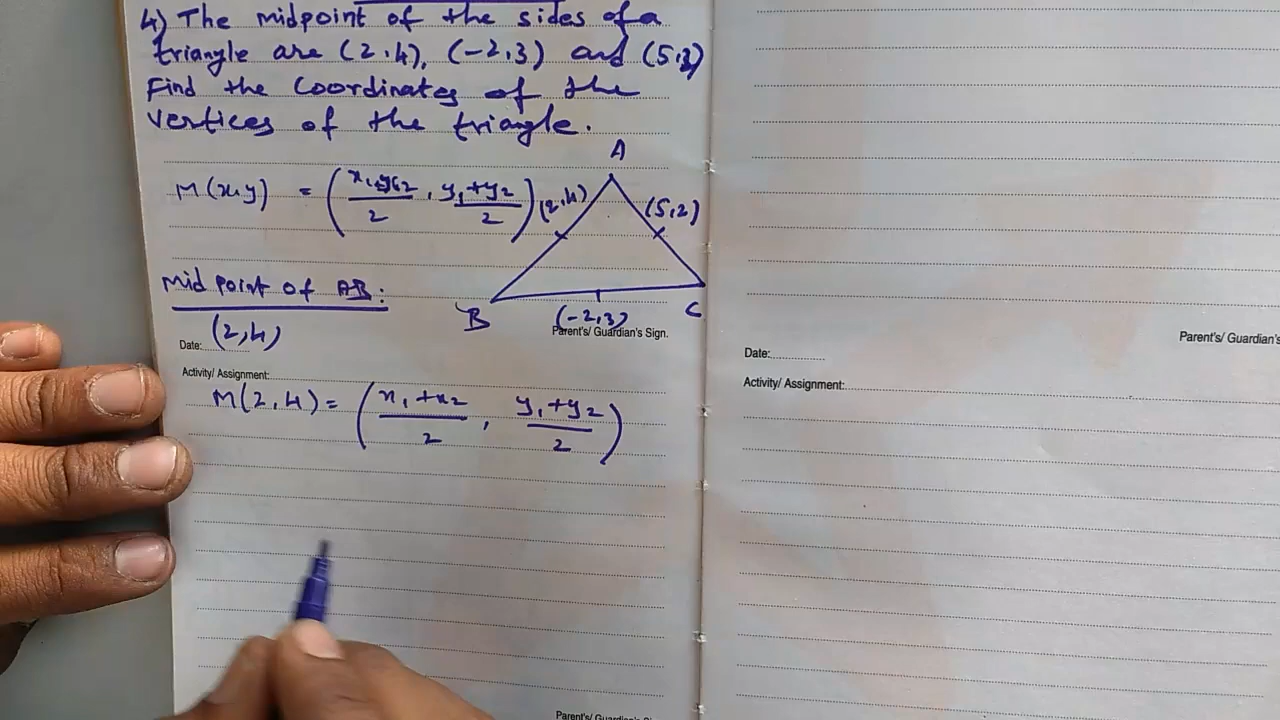 4) The midpoint of the sides of a
triangle are (2,4), (-2,3) and (5,2)
Find the coordinates of the
vertices of the triangle.
A
M(x,y) = (x1+x2/2, y1+y2/2)
(2,4)
(5,2)
Mid point of AB:
B
(-2,3)
C
Parent's/ Guardian's Sign.
(2,4)
Date:
Activity/ Assignment:
M(2,4) = (x1+x2/2, y1+y2/2)
Parent's/ Guardian's
Date:
Activity/ Assignment: